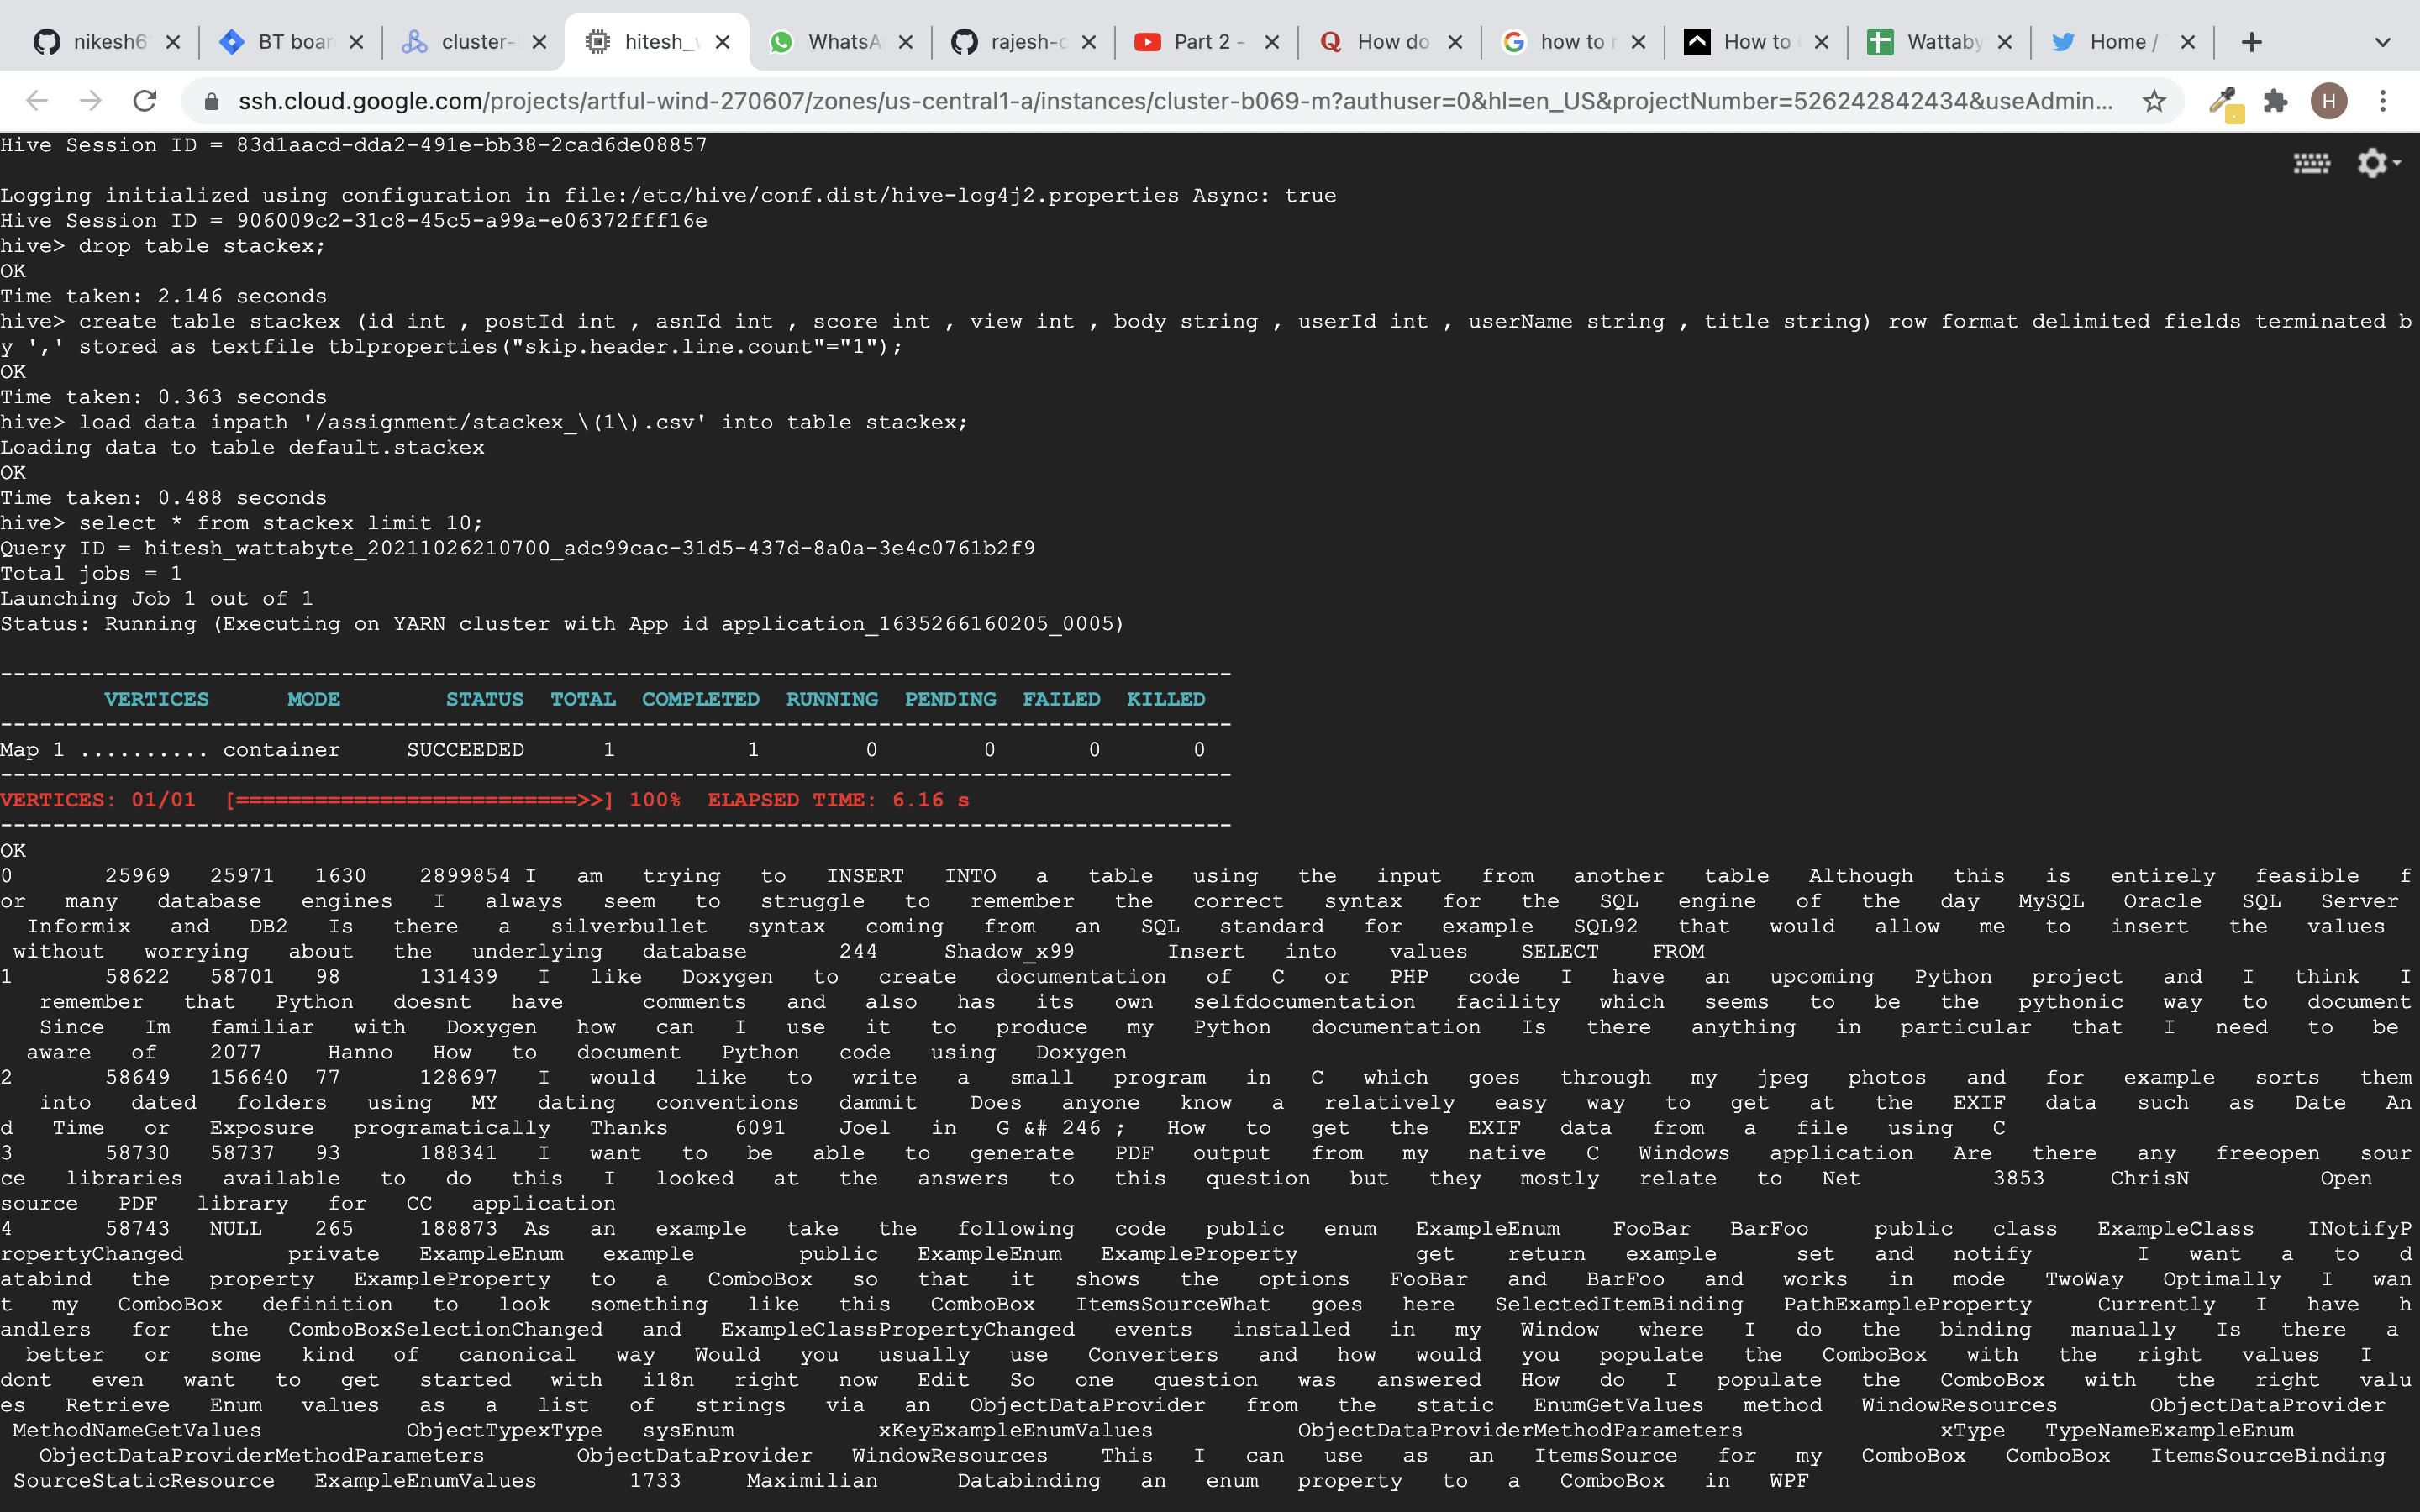 nikesh6 BT boar cluster- hitesh_w WhatsA rajesh-c Part 2 - How do how to r How to Wattaby Home /
ssh.cloud.google.com/projects/artful-wind-270607/zones/us-central1-a/instances/cluster-b069-m?authuser=0&hl=en_US&projectNumber=526242842434&useAdmin... H
Hive Session ID = 83d1aacd-dda2-491e-bb38-2cad6de08857
Logging initialized using configuration in file:/etc/hive/conf.dist/hive-log4j2.properties Async: true
Hive Session ID = 906009c2-31c8-45c5-a99a-e06372fff16e
hive> drop table stackex;
OK
Time taken: 2.146 seconds
hive> create table stackex (id int , postId int , asnId int , score int , view int , body string , userId int , userName string , title string) row format delimited fields terminated b
y ',' stored as textfile tblproperties("skip.header.line.count"="1");
OK
Time taken: 0.363 seconds
hive> load data inpath '/assignment/stackex_\(1\).csv' into table stackex;
Loading data to table default.stackex
OK
Time taken: 0.488 seconds
hive> select * from stackex limit 10;
Query ID = hitesh_wattabyte_20211026210700_adc99cac-31d5-437d-8a0a-3e4c0761b2f9
Total jobs = 1
Launching Job 1 out of 1
Status: Running (Executing on YARN cluster with App id application_1635266160205_0005)
----------------------------------------------------------------------------------------------
VERTICES MODE STATUS TOTAL COMPLETED RUNNING PENDING FAILED KILLED
----------------------------------------------------------------------------------------------
Map 1 .......... container SUCCEEDED 1 1 0 0 0 0
----------------------------------------------------------------------------------------------
VERTICES: 01/01 [==========================>>] 100% ELAPSED TIME: 6.16 s
----------------------------------------------------------------------------------------------
OK
0 25969 25971 1630 2899854 I am trying to INSERT INTO a table using the input from another table Although this is entirely feasible f
or many database engines I always seem to struggle to remember the correct syntax for the SQL engine of the day MySQL Oracle SQL Server
Informix and DB2 Is there a silverbullet syntax coming from an SQL standard for example SQL92 that would allow me to insert the values
without worrying about the underlying database 244 Shadow_x99 Insert into values SELECT FROM
1 58622 58701 98 131439 I like Doxygen to create documentation of C or PHP code I have an upcoming Python project and I think I
remember that Python doesnt have comments and also has its own selfdocumentation facility which seems to be the pythonic way to document
Since Im familiar with Doxygen how can I use it to produce my Python documentation Is there anything in particular that I need to be
aware of 2077 Hanno How to document Python code using Doxygen
2 58649 156640 77 128697 I would like to write a small program in C which goes through my jpeg photos and for example sorts them
into dated folders using MY dating conventions dammit Does anyone know a relatively easy way to get at the EXIF data such as Date An
d Time or Exposure programatically Thanks 6091 Joel in G &# 246 ; How to get the EXIF data from a file using C
3 58730 58737 93 188341 I want to be able to generate PDF output from my native C Windows application Are there any freeopen sour
ce libraries available to do this I looked at the answers to this question but they mostly relate to Net 3853 ChrisN Open
source PDF library for CC application
4 58743 NULL 265 188873 As an example take the following code public enum ExampleEnum FooBar BarFoo public class ExampleClass INotifyP
ropertyChanged private ExampleEnum example public ExampleEnum ExampleProperty get return example set and notify I want a to d
atabind the property ExampleProperty to a ComboBox so that it shows the options FooBar and BarFoo and works in mode TwoWay Optimally I wan
t my ComboBox definition to look something like this ComboBox ItemsSourceWhat goes here SelectedItemBinding PathExampleProperty Currently I have h
andlers for the ComboBoxSelectionChanged and ExampleClassPropertyChanged events installed in my Window where I do the binding manually Is there a
better or some kind of canonical way Would you usually use Converters and how would you populate the ComboBox with the right values I
dont even want to get started with i18n right now Edit So one question was answered How do I populate the ComboBox with the right valu
es Retrieve Enum values as a list of strings via an ObjectDataProvider from the static EnumGetValues method WindowResources ObjectDataProvider
MethodNameGetValues ObjectTypexType sysEnum xKeyExampleEnumValues ObjectDataProviderMethodParameters xType TypeNameExampleEnum
ObjectDataProviderMethodParameters ObjectDataProvider WindowResources This I can use as an ItemsSource for my ComboBox ComboBox ItemsSourceBinding
SourceStaticResource ExampleEnumValues 1733 Maximilian Databinding an enum property to a ComboBox in WPF